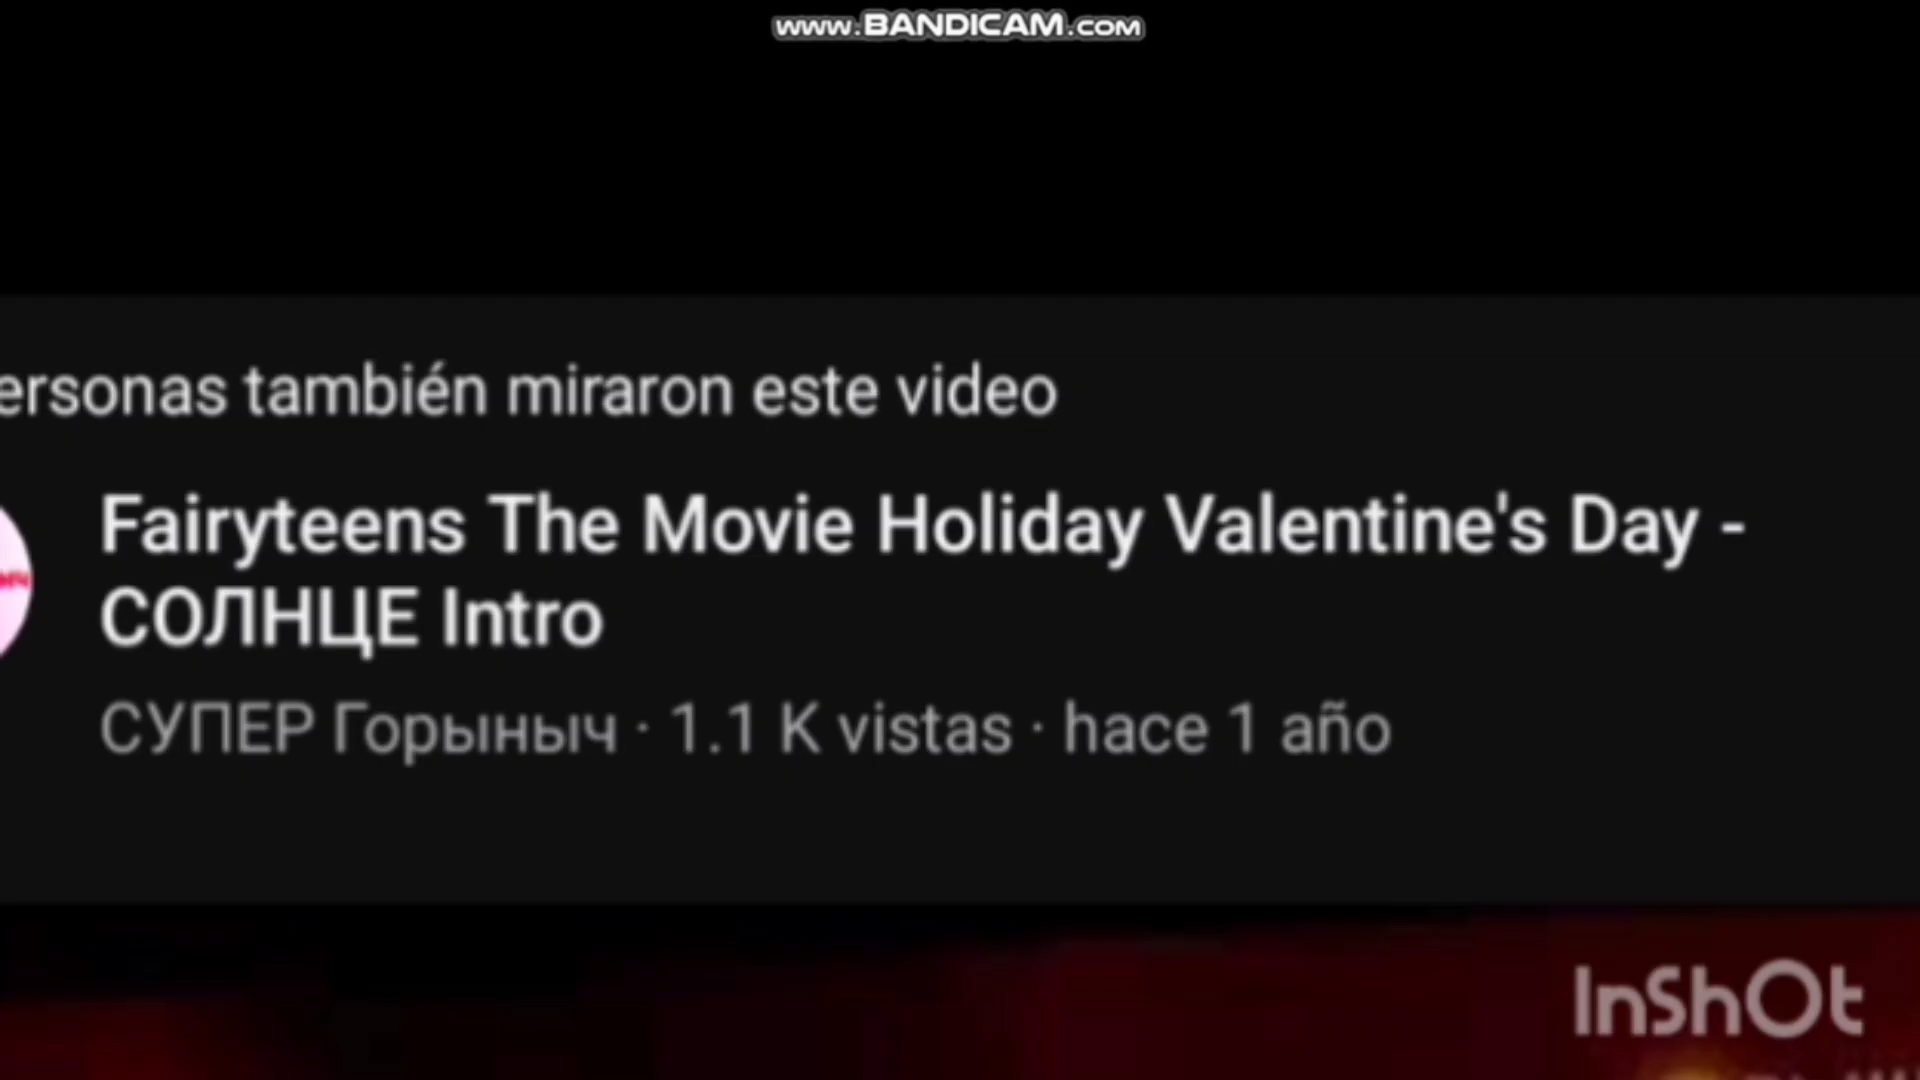 www.BANDICAM.com
ersonas también miraron este video
Fairyteens The Movie Holiday Valentine's Day -
СОЛНЦЕ Intro
СУПЕР Горыныч · 1.1 K vistas · hace 1 año
InShOt